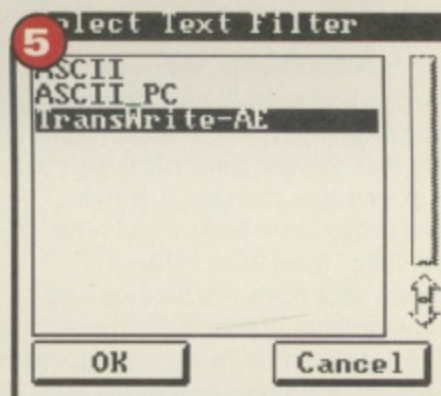 5
elect Text Filter
ASCII
ASCII_PC
TransWrite-AE
OK
Cancel